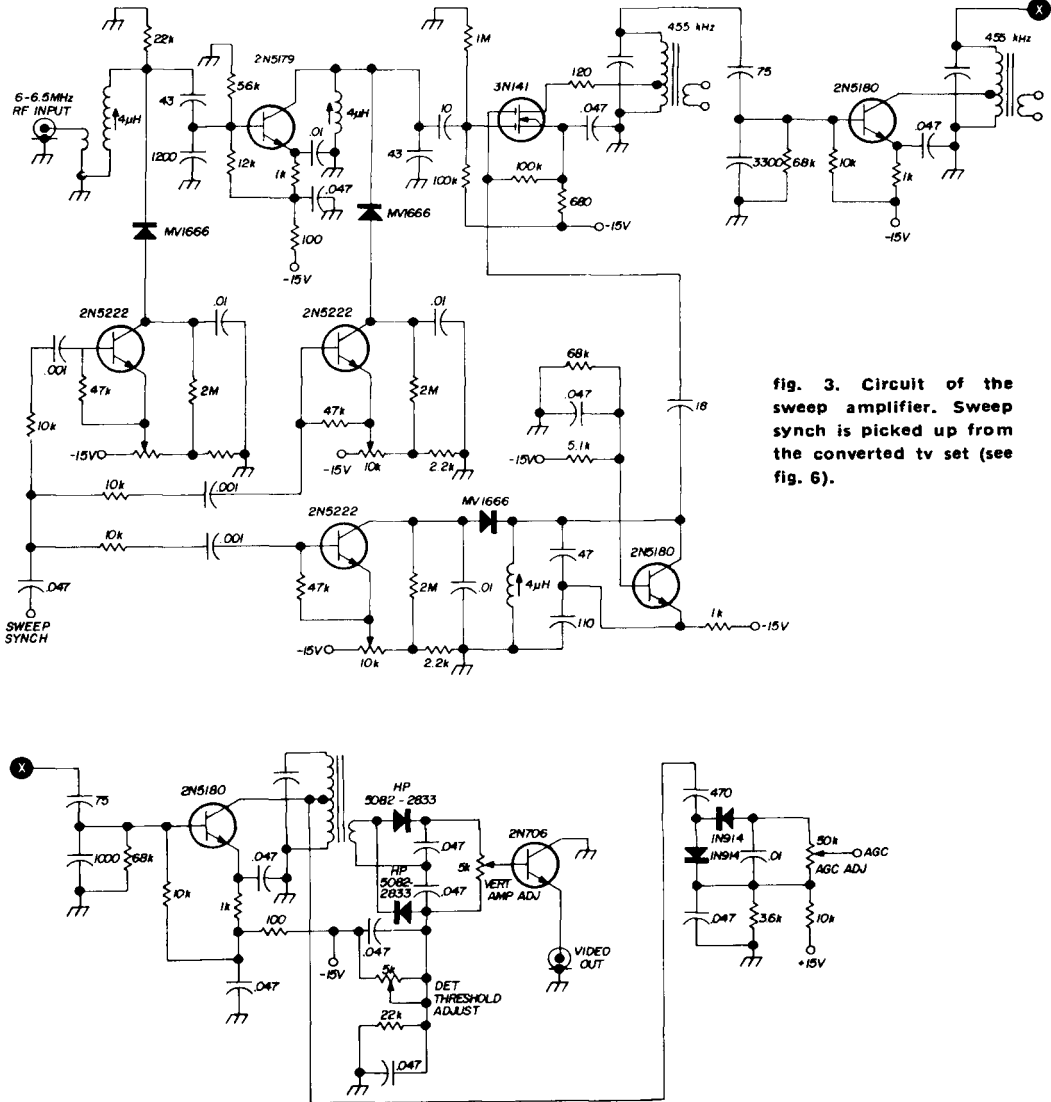 22k
2N5179
1M
455 kHz
X
455 kHz
6-6.5MHz
RF INPUT
4µH
43
56k
4µH
3N141
120
75
2N5180
10
.047
1200
12k
.01
1k
43
100k
100k
3300
68k
10k
.047
1k
.047
680
MV1666
100
-15V
MV1666
-15V
-15V
2N5222
.01
2N5222
.01
.001
47k
2M
47k
2M
68k
.047
18
10k
-15V
-15V
10k
2.2k
-15V
5.1k
10k
.001
2N5222
MV1666
10k
.001
47
2N5180
.047
47k
2M
.01
4µH
110
1k
-15V
SWEEP
SYNCH
-15V
10k
2.2k
fig. 3. Circuit of the
sweep amplifier. Sweep
synch is picked up from
the converted tv set (see
fig. 6).
X
75
2N5180
HP
5082-2833
2N706
470
1N914
50k
AGC
1000
68k
.047
.047
5k
VERT
AMP ADJ
1N914
.01
AGC ADJ
10k
1k
HP
5082-
2833
.047
.047
3.6k
10k
100
.047
-15V
VIDEO
OUT
+15V
.047
5k
DET
THRESHOLD
ADJUST
22k
.047